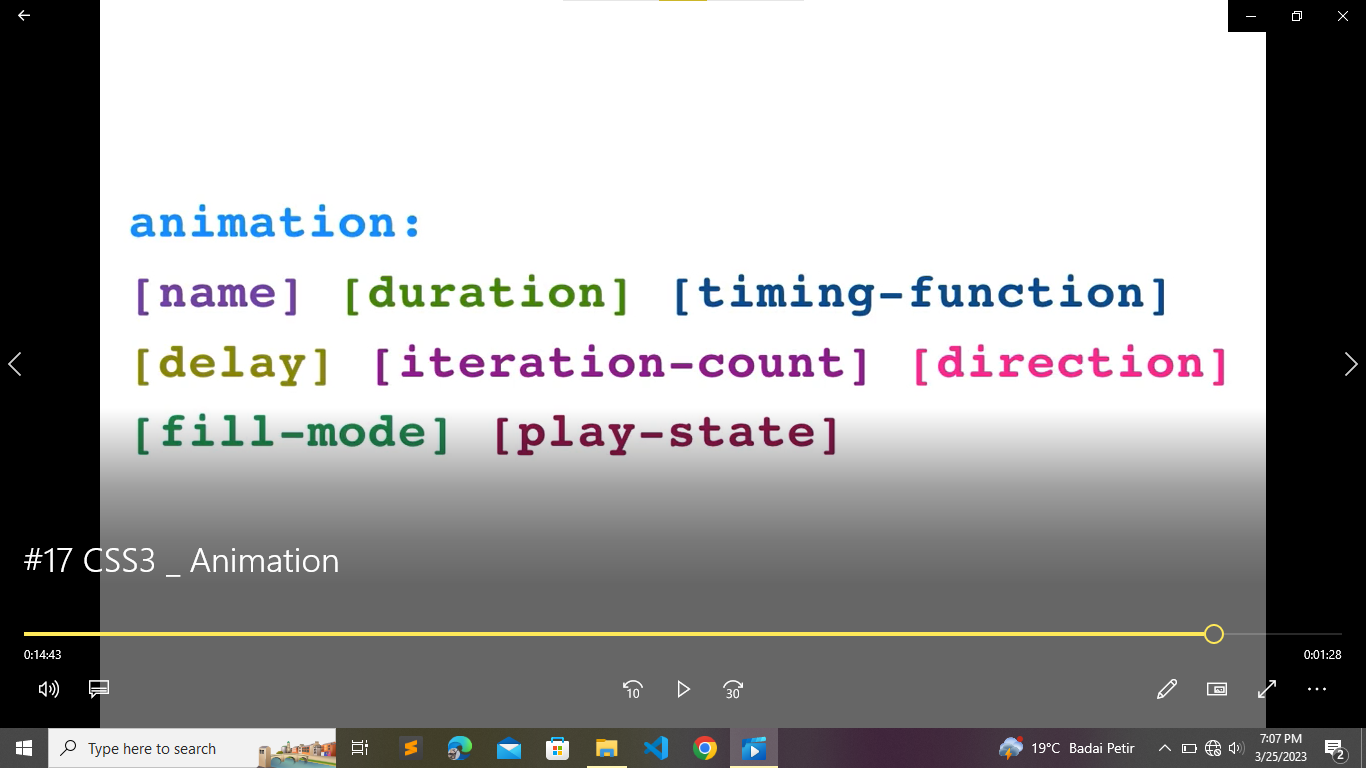 animation:
[name] [duration] [timing-function]
[delay] [iteration-count] [direction]
[fill-mode] [play-state]
#17 CSS3 _ Animation
0:14:43 0:01:28
10 30
Type here to search 19°C Badai Petir 7:07 PM
3/25/2023 2